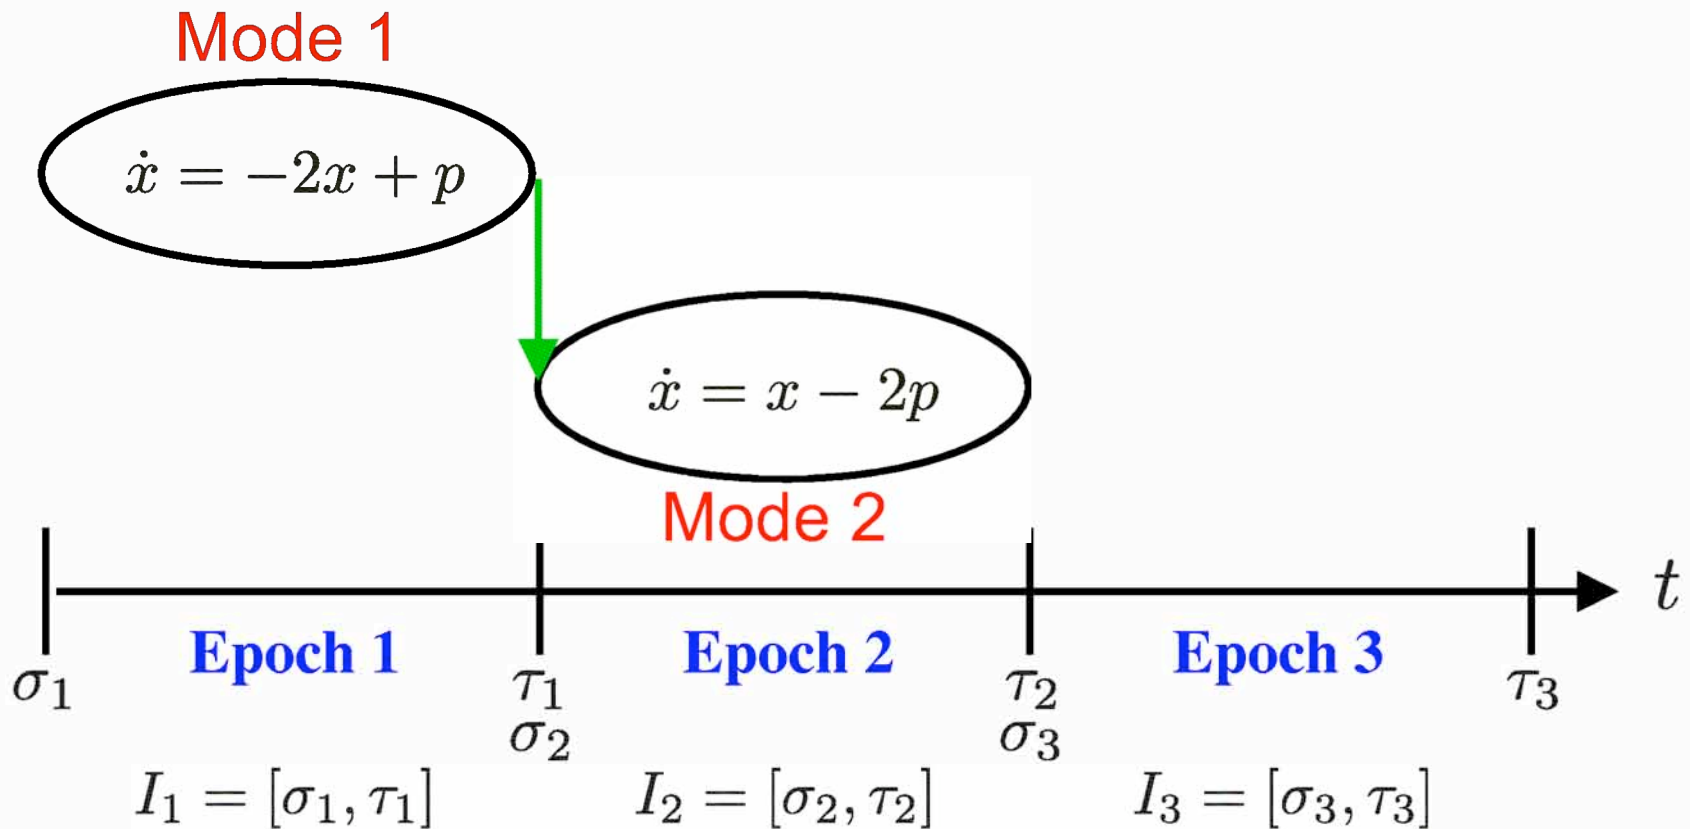 Mode 1
ẋ = −2x + p
ẋ = x − 2p
Mode 2
t
Epoch 1 Epoch 2 Epoch 3
σ₁ τ₁ τ₂ τ₃
σ₂ σ₃
I₁ = [σ₁, τ₁] I₂ = [σ₂, τ₂] I₃ = [σ₃, τ₃]